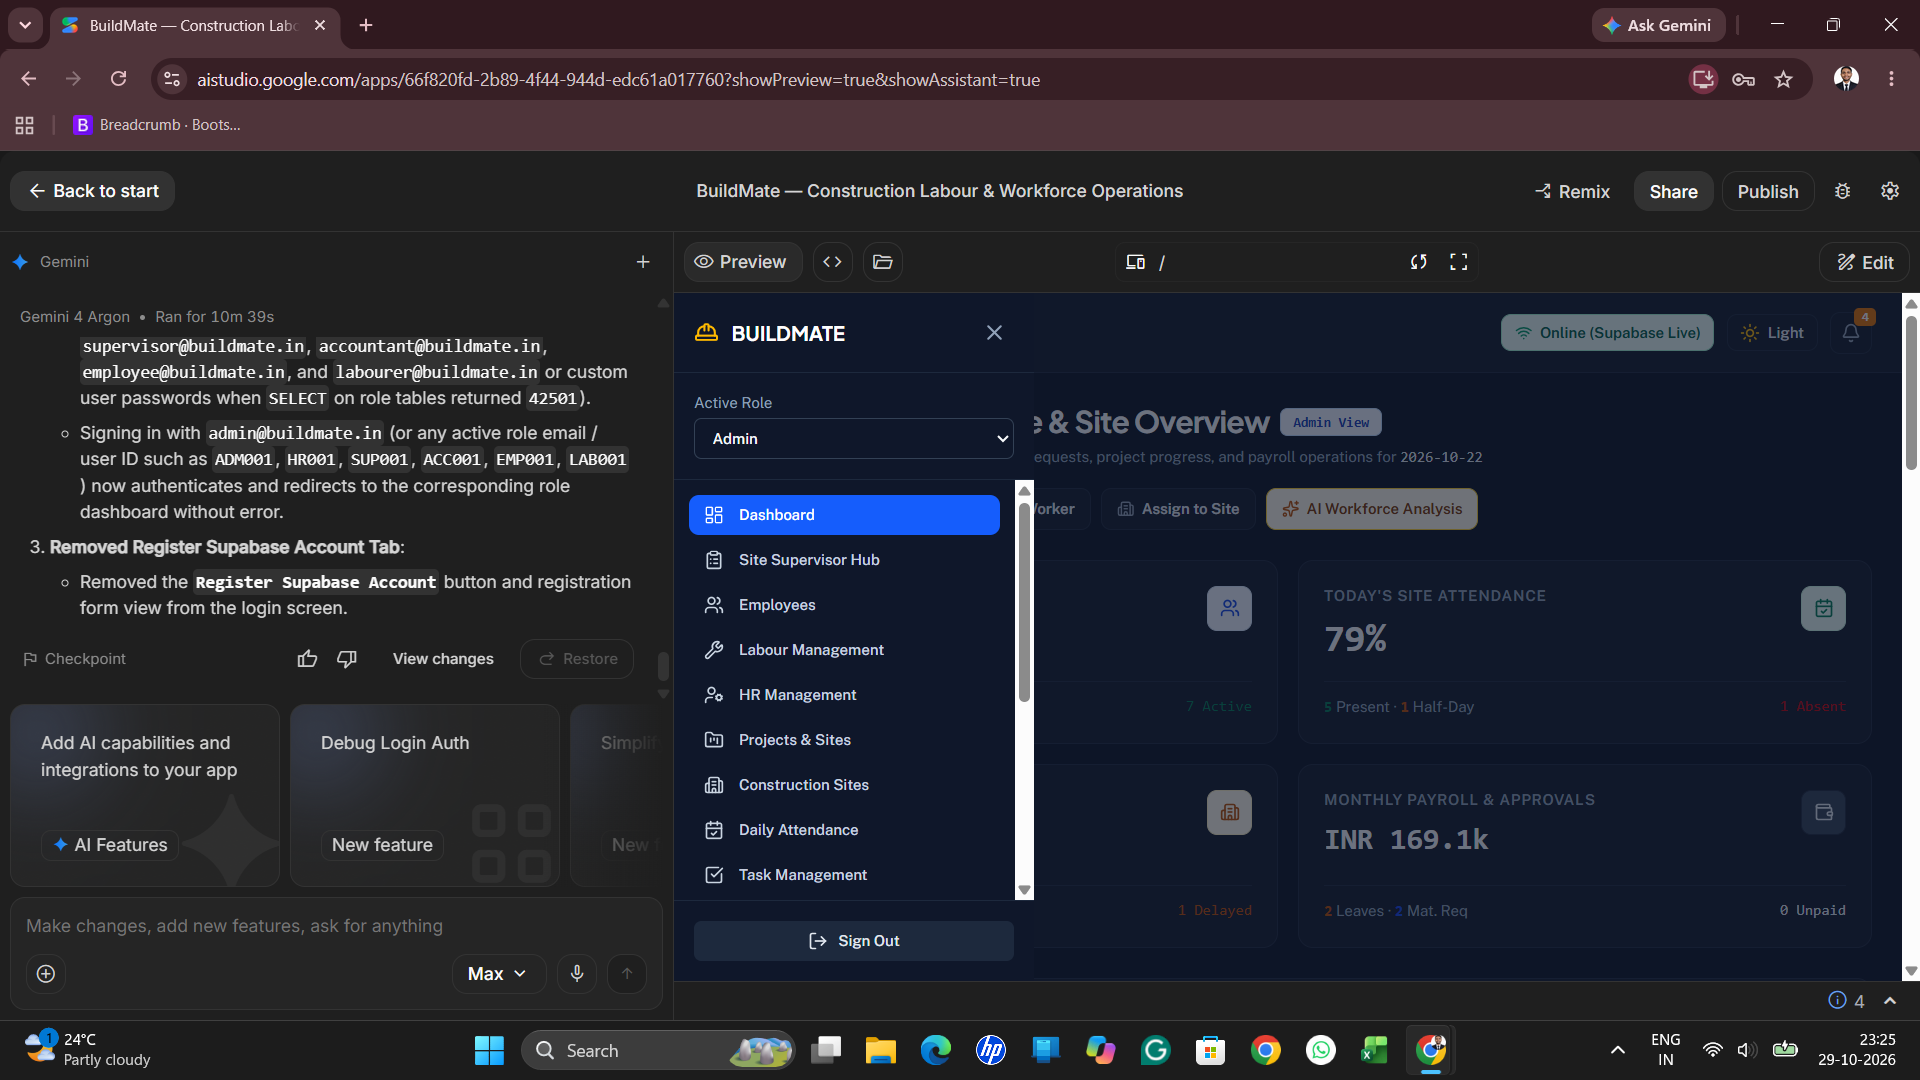 BuildMate — Construction Labo
Ask Gemini
aistudio.google.com/apps/66f820fd-2b89-4f44-944d-edc61a017760?showPreview=true&showAssistant=true
B Breadcrumb · Boots...
Back to start
BuildMate — Construction Labour & Workforce Operations
Remix
Share
Publish
Gemini
Gemini 4 Argon • Ran for 10m 39s
supervisor@buildmate.in, accountant@buildmate.in,
employee@buildmate.in, and labourer@buildmate.in or custom
user passwords when SELECT on role tables returned 42501).
Signing in with admin@buildmate.in (or any active role email /
user ID such as ADM001, HR001, SUP001, ACC001, EMP001, LAB001
) now authenticates and redirects to the corresponding role
dashboard without error.
3. Removed Register Supabase Account Tab:
Removed the Register Supabase Account button and registration
form view from the login screen.
Checkpoint
View changes
Restore
Add AI capabilities and
integrations to your app
AI Features
Debug Login Auth
New feature
Simplif
New f
Make changes, add new features, ask for anything
Max
Preview
/
Edit
BUILDMATE
Active Role
Admin
Dashboard
Site Supervisor Hub
Employees
Labour Management
HR Management
Projects & Sites
Construction Sites
Daily Attendance
Task Management
Sign Out
Online (Supabase Live)
Light
4
e & Site Overview
Admin View
equests, project progress, and payroll operations for 2026-10-22
orker
Assign to Site
AI Workforce Analysis
7 Active
TODAY'S SITE ATTENDANCE
79%
5 Present · 1 Half-Day
1 Absent
1 Delayed
MONTHLY PAYROLL & APPROVALS
INR 169.1k
2 Leaves · 2 Mat. Req
0 Unpaid
4
1
24°C
Partly cloudy
Search
ENG
IN
23:25
29-10-2026